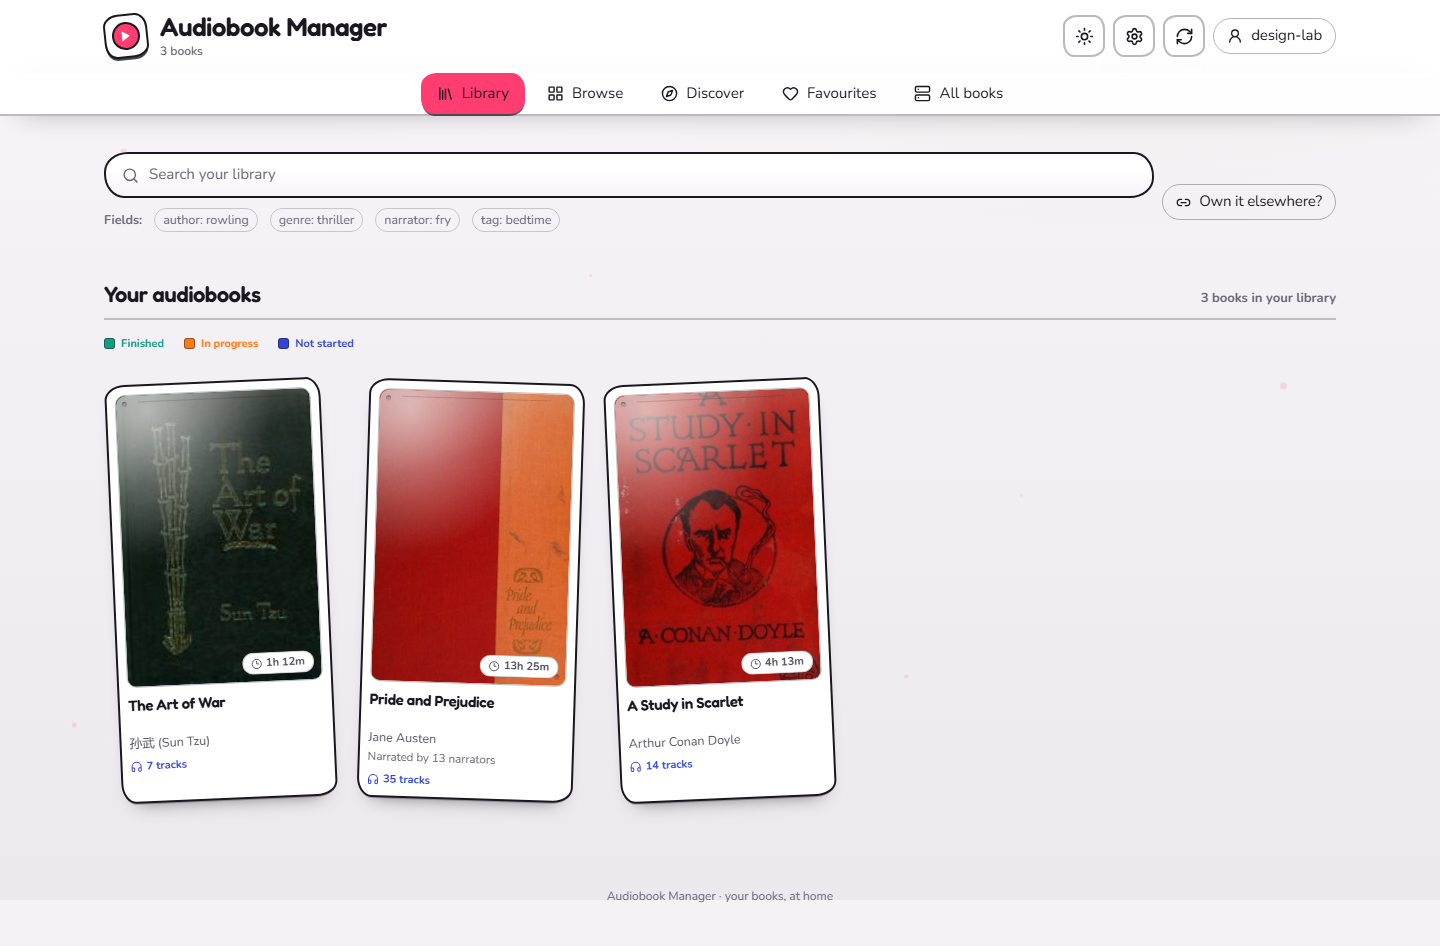 Audiobook Manager
3 books
design-lab
Library
Browse
Discover
Favourites
All books
Search your library
Own it elsewhere?
Fields:
author: rowling
genre: thriller
narrator: fry
tag: bedtime
Your audiobooks
3 books in your library
Finished
In progress
Not started
The
Art of
War
Sun Tzu
1h 12m
The Art of War
孙武 (Sun Tzu)
7 tracks
Pride
and
Prejudice
13h 25m
Pride and Prejudice
Jane Austen
Narrated by 13 narrators
35 tracks
A
STUDY·IN
SCARLET
A·CONAN·DOYLE
4h 13m
A Study in Scarlet
Arthur Conan Doyle
14 tracks
Audiobook Manager · your books, at home